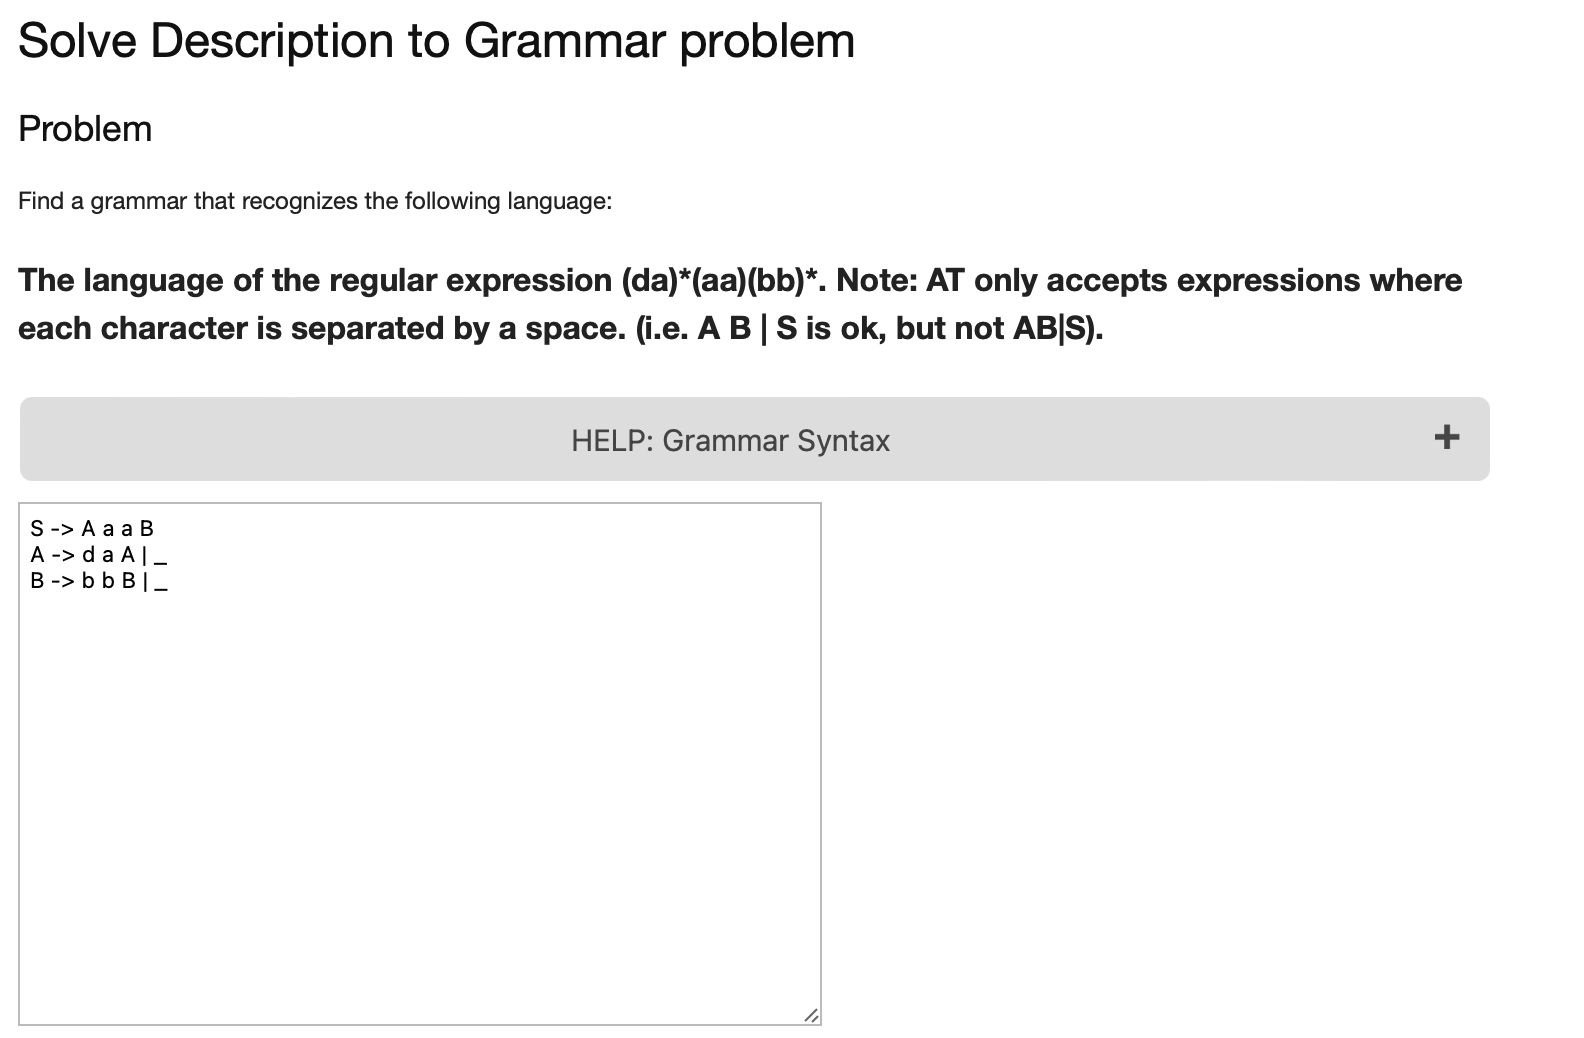 Solve Description to Grammar problem
Problem
Find a grammar that recognizes the following language:
The language of the regular expression (da)*(aa)(bb)*. Note: AT only accepts expressions where
each character is separated by a space. (i.e. A B | S is ok, but not AB|S).
HELP: Grammar Syntax +
S -> A a a B
A -> d a A | _
B -> b b B | _